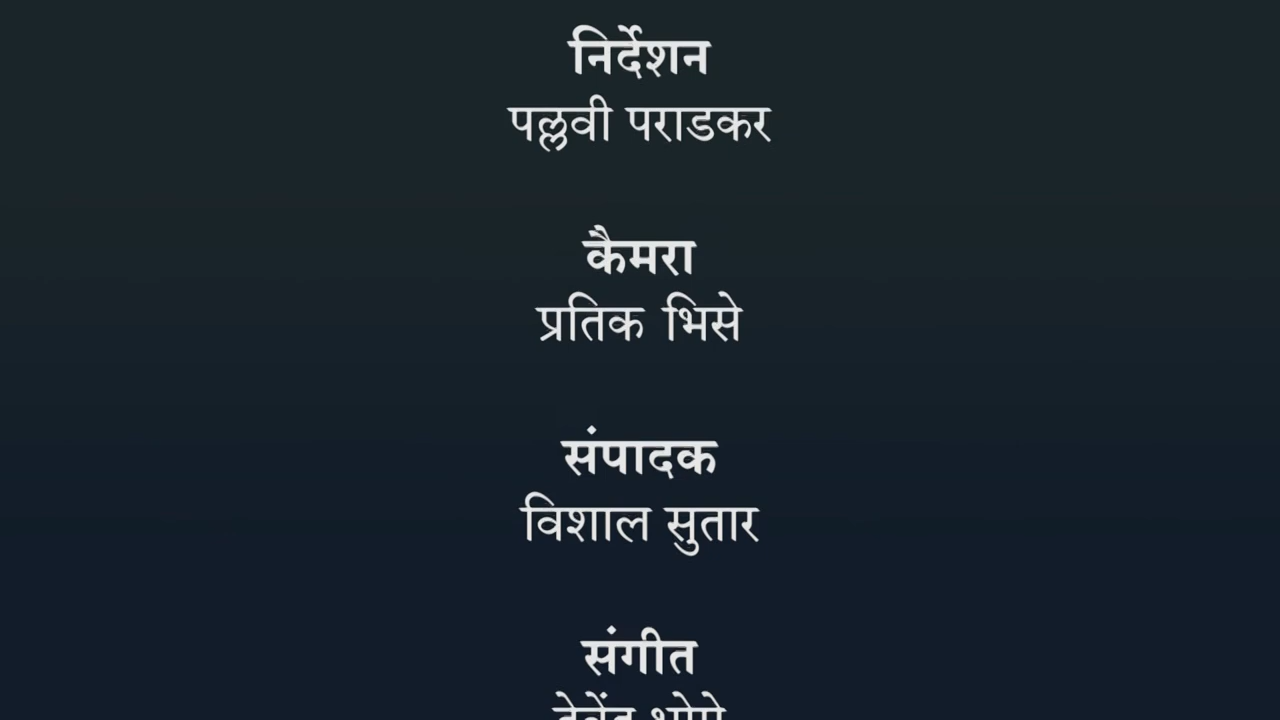 निर्देशन
पल्लवी पराडकर
कैमरा
प्रतिक भिसे
संपादक
विशाल सुतार
संगीत